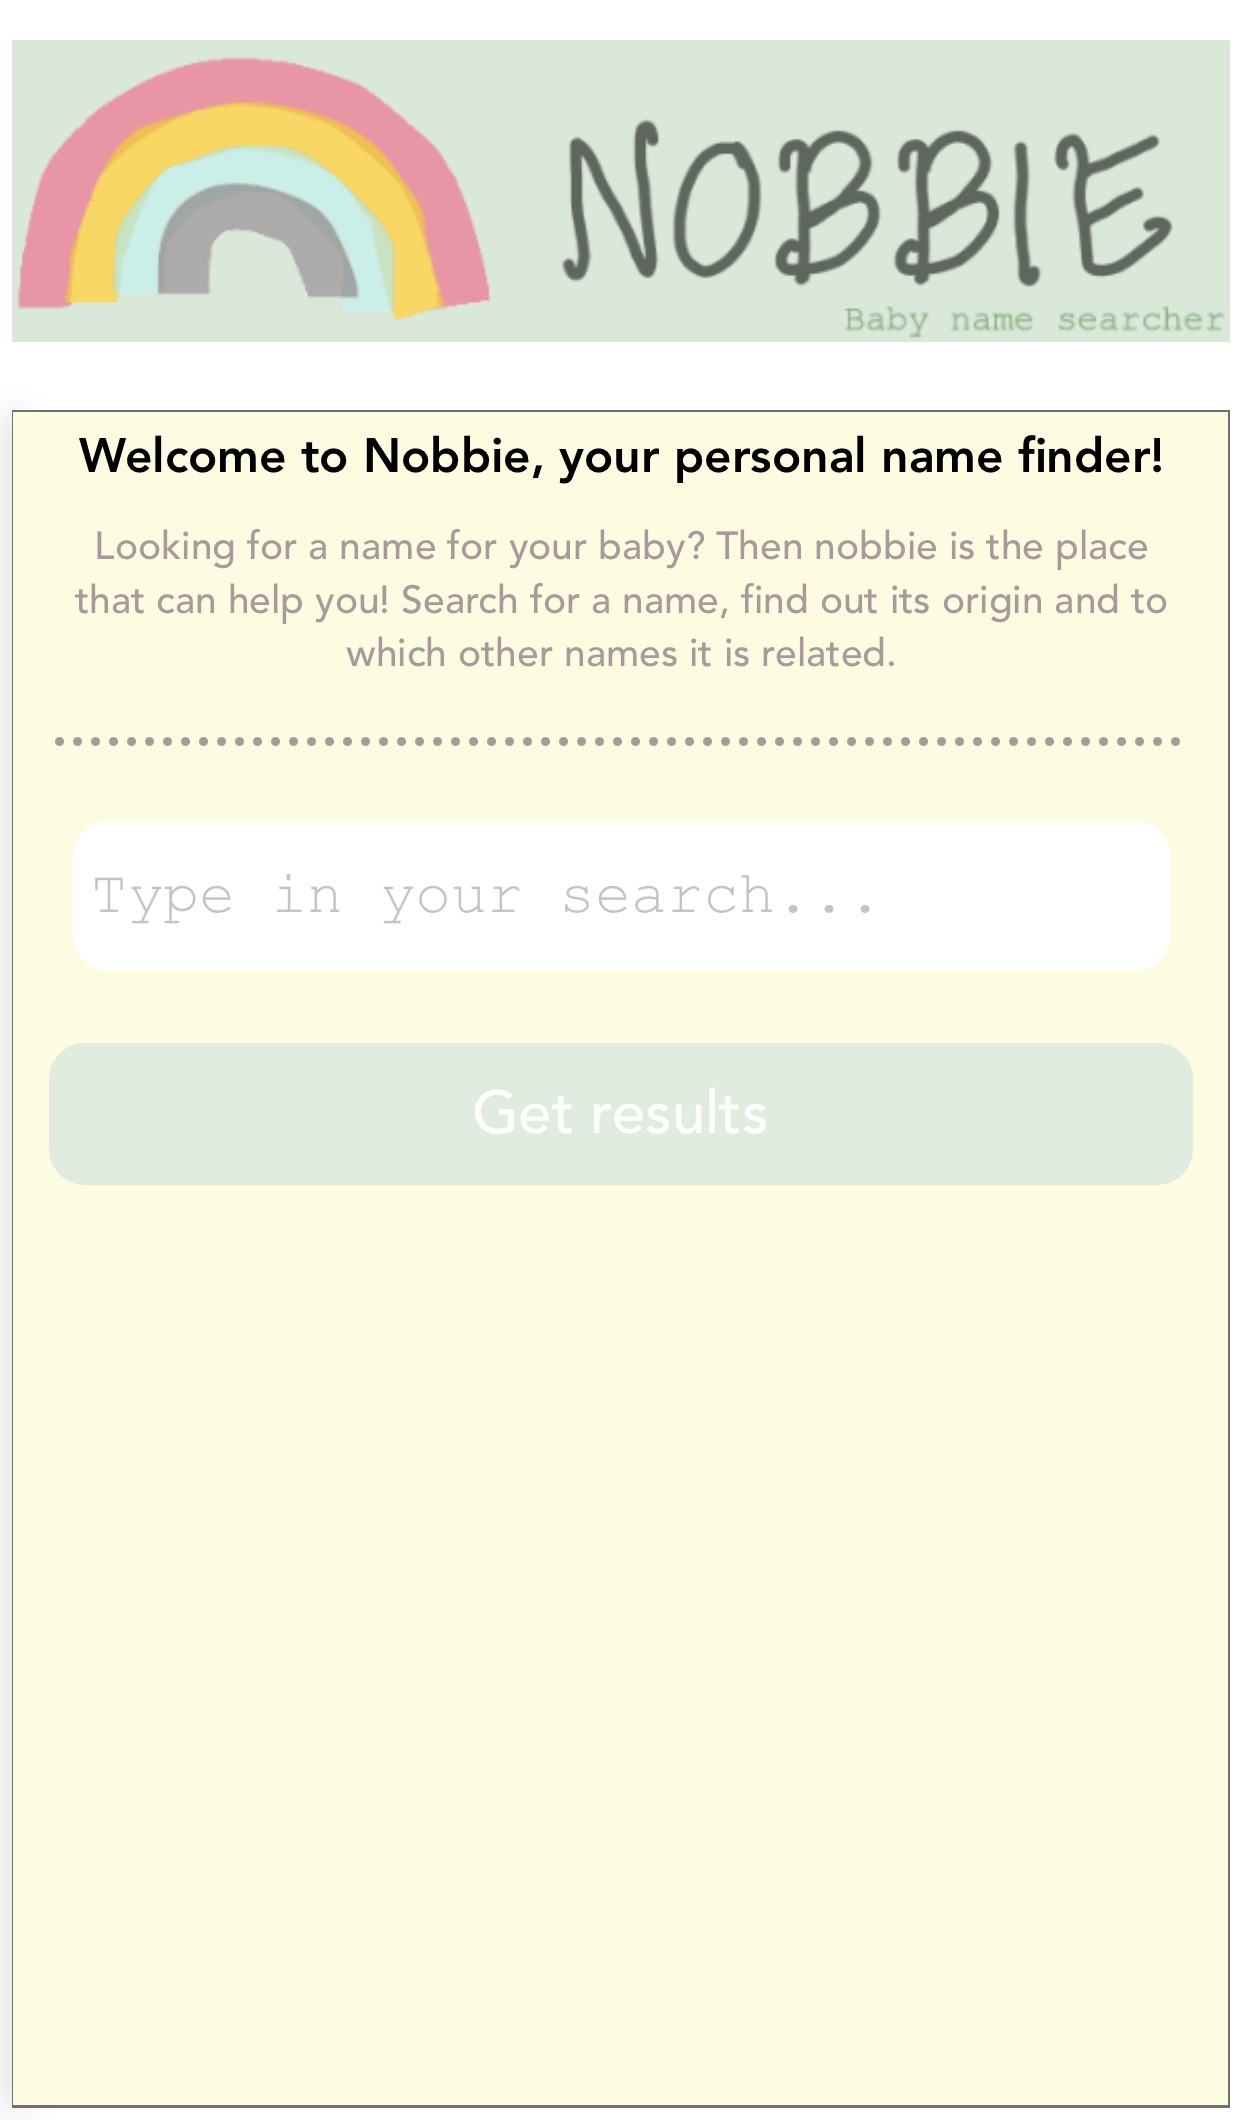 NOBBIE
Baby name searcher
Welcome to Nobbie, your personal name finder!
Looking for a name for your baby? Then nobbie is the place
that can help you! Search for a name, find out its origin and to
which other names it is related.
Type in your search...
Get results